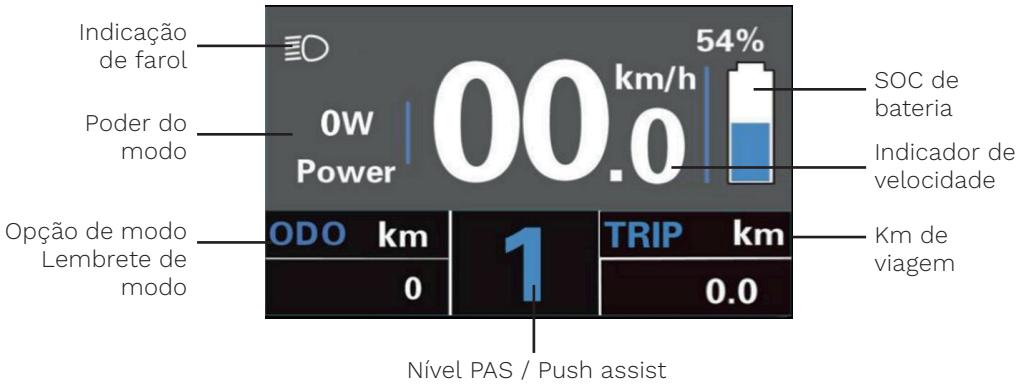 Indicação
de farol
54%
km/h
SOC de
bateria
Poder do
modo
0W
Power
00.0
Indicador de
velocidade
Opção de modo
Lembrete de
modo
ODO km
0
1
TRIP km
0.0
Km de
viagem
Nível PAS / Push assist